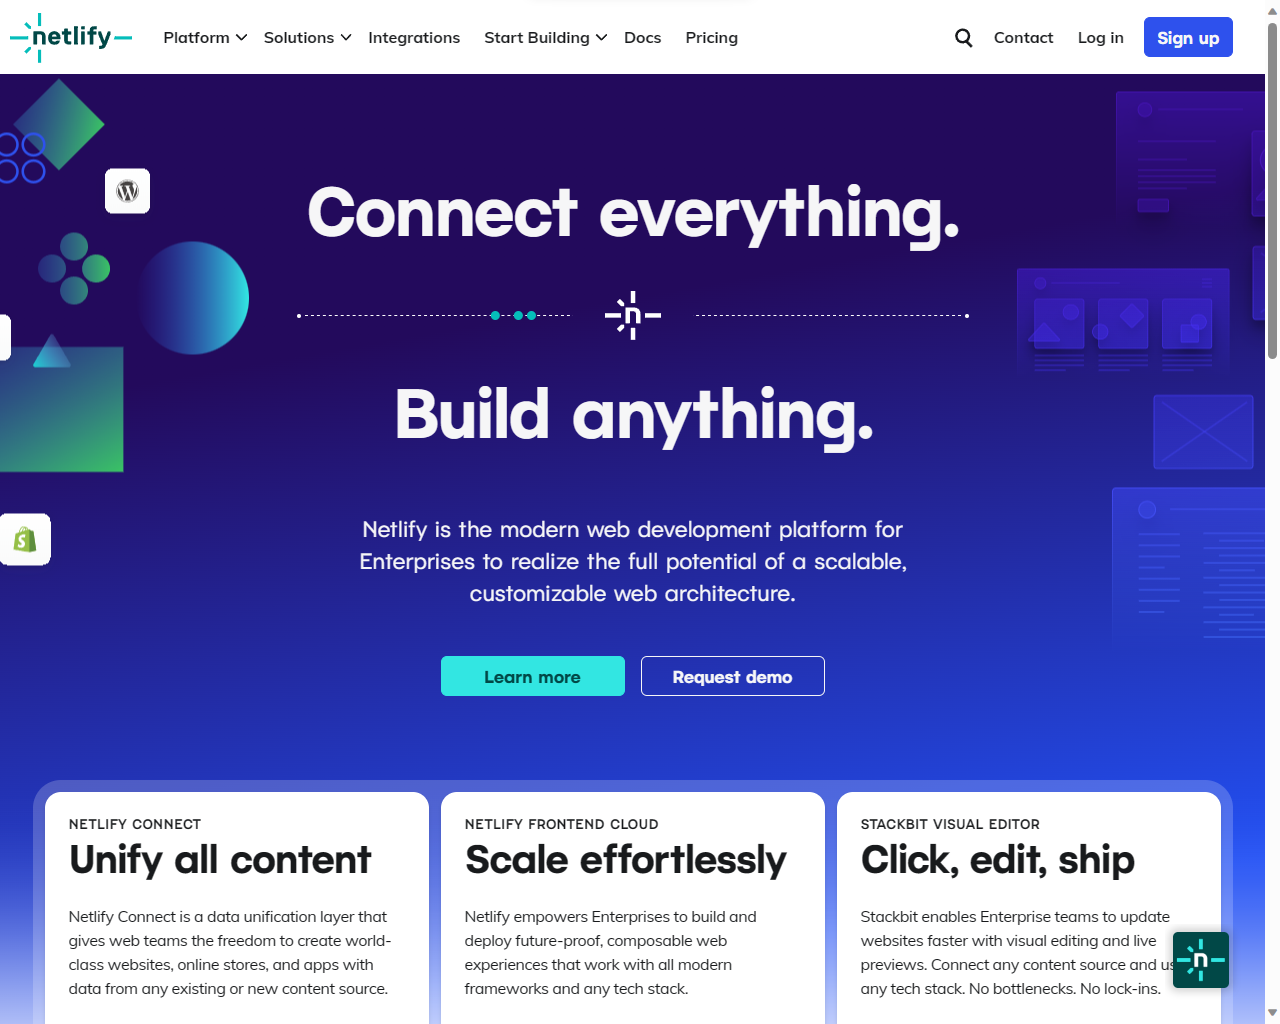 netlify
Platform
Solutions
Integrations
Start Building
Docs
Pricing
Contact
Log in
Sign up
Connect everything.
n
Build anything.
Netlify is the modern web development platform for
Enterprises to realize the full potential of a scalable,
customizable web architecture.
Learn more
Request demo
NETLIFY CONNECT
Unify all content
Netlify Connect is a data unification layer that
gives web teams the freedom to create world-
class websites, online stores, and apps with
data from any existing or new content source.
NETLIFY FRONTEND CLOUD
Scale effortlessly
Netlify empowers Enterprises to build and
deploy future-proof, composable web
experiences that work with all modern
frameworks and any tech stack.
STACKBIT VISUAL EDITOR
Click, edit, ship
Stackbit enables Enterprise teams to update
websites faster with visual editing and live
previews. Connect any content source and
any tech stack. No bottlenecks. No lock-ins.
n